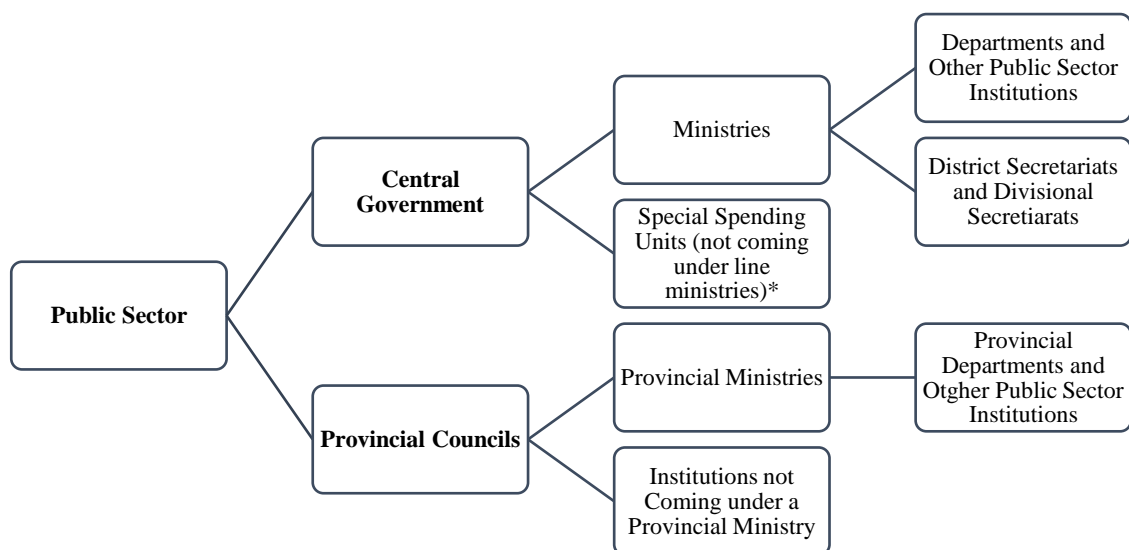 Public Sector
Central
Government
Ministries
Departments and
Other Public Sector
Institutions
District Secretariats
and Divisional
Secretiarats
Special Spending
Units (not coming
under line
ministries)*
Provincial Councils
Provincial Ministries
Provincial
Departments and
Otgher Public Sector
Institutions
Institutions not
Coming under a
Provincial Ministry